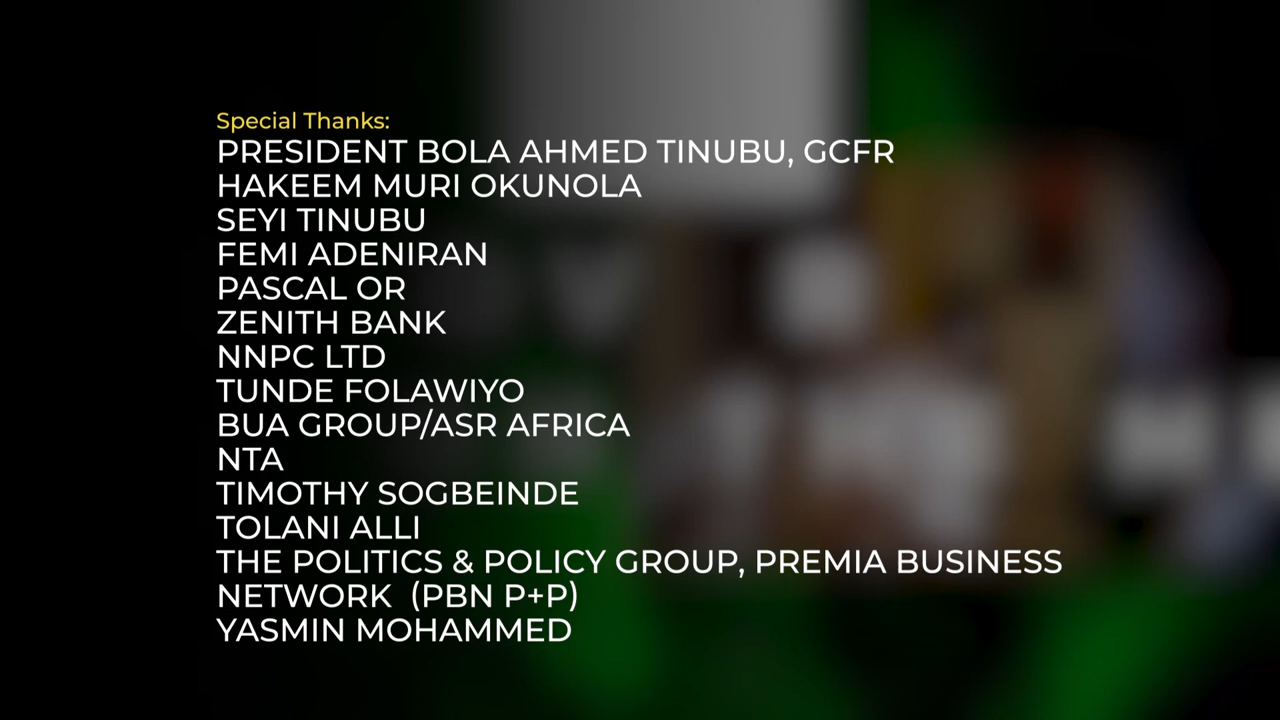 Special Thanks:
PRESIDENT BOLA AHMED TINUBU, GCFR
HAKEEM MURI OKUNOLA
SEYI TINUBU
FEMI ADENIRAN
PASCAL OR
ZENITH BANK
NNPC LTD
TUNDE FOLAWIYO
BUA GROUP/ASR AFRICA
NTA
TIMOTHY SOGBEINDE
TOLANI ALLI
THE POLITICS & POLICY GROUP, PREMIA BUSINESS
NETWORK (PBN P+P)
YASMIN MOHAMMED